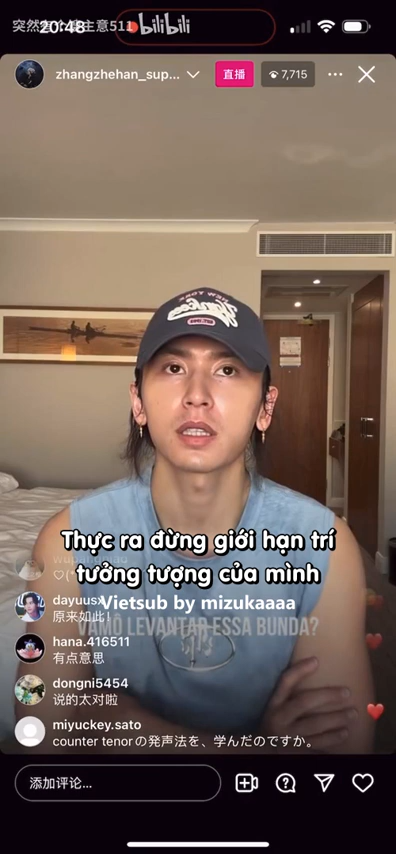 20:48
bilibili
zhangzhehan_sup...
直播
7,715
Thực ra đừng giới hạn trí
tưởng tượng của mình
dayuusx
Vietsub by mizukaaaa
原来如此!
VAMO LEVANTAR ESSA BUNDA?
hana.416511
有点意思
dongni5454
说的太对啦
miyuckey.sato
counter tenorの発声法を、学んだのですか。
添加评论...